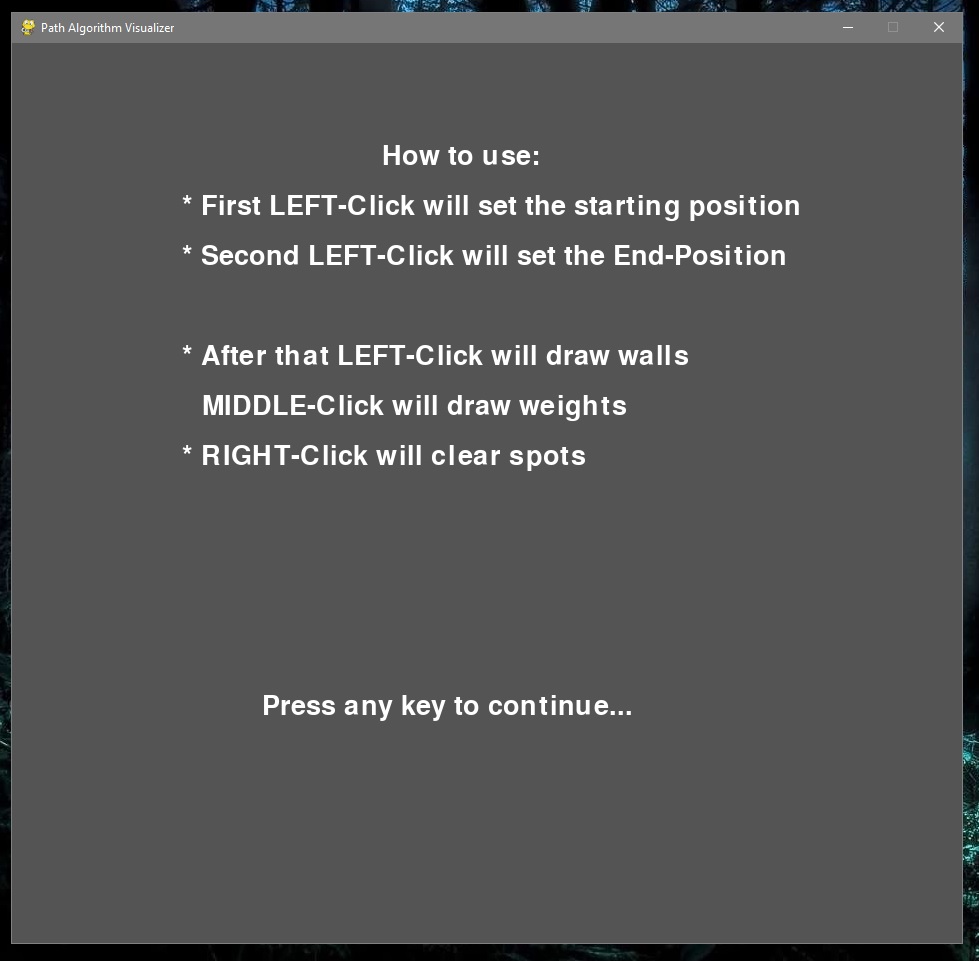 Path Algorithm Visualizer
How to use:
* First LEFT-Click will set the starting position
* Second LEFT-Click will set the End-Position
* After that LEFT-Click will draw walls
MIDDLE-Click will draw weights
* RIGHT-Click will clear spots
Press any key to continue...